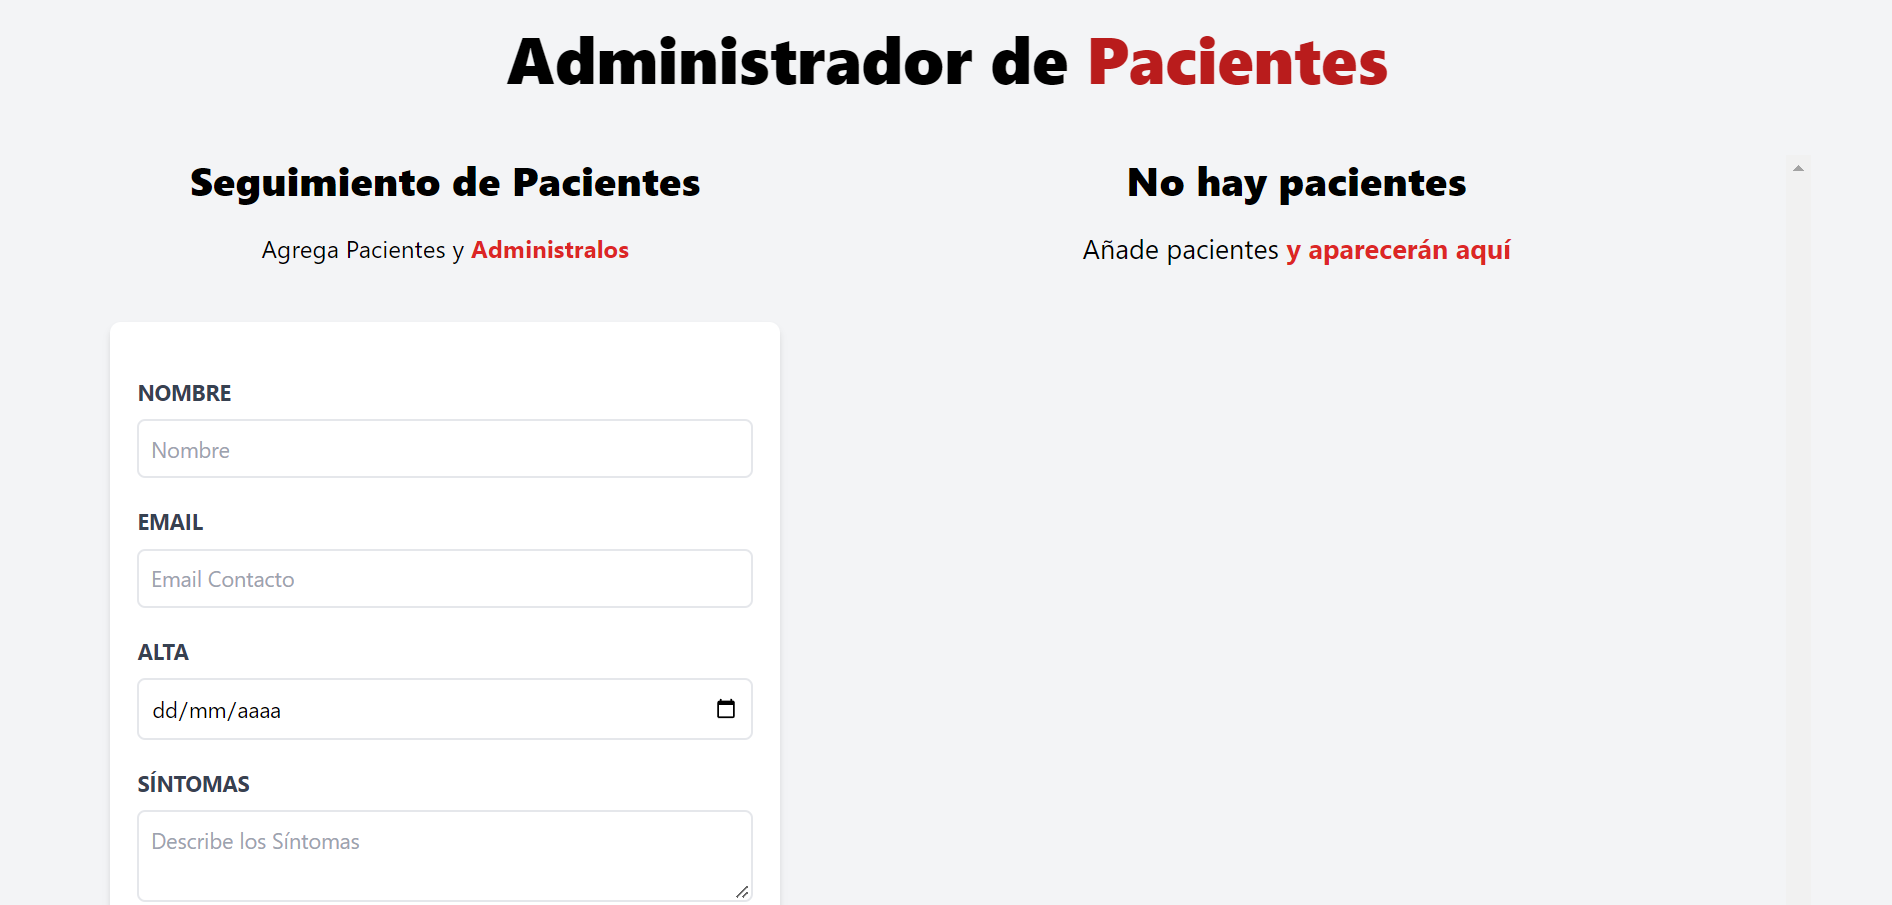 Administrador de Pacientes
Seguimiento de Pacientes
Agrega Pacientes y Administralos
NOMBRE
Nombre
EMAIL
Email Contacto
ALTA
dd/mm/aaaa
SÍNTOMAS
Describe los Síntomas
No hay pacientes
Añade pacientes y aparecerán aquí